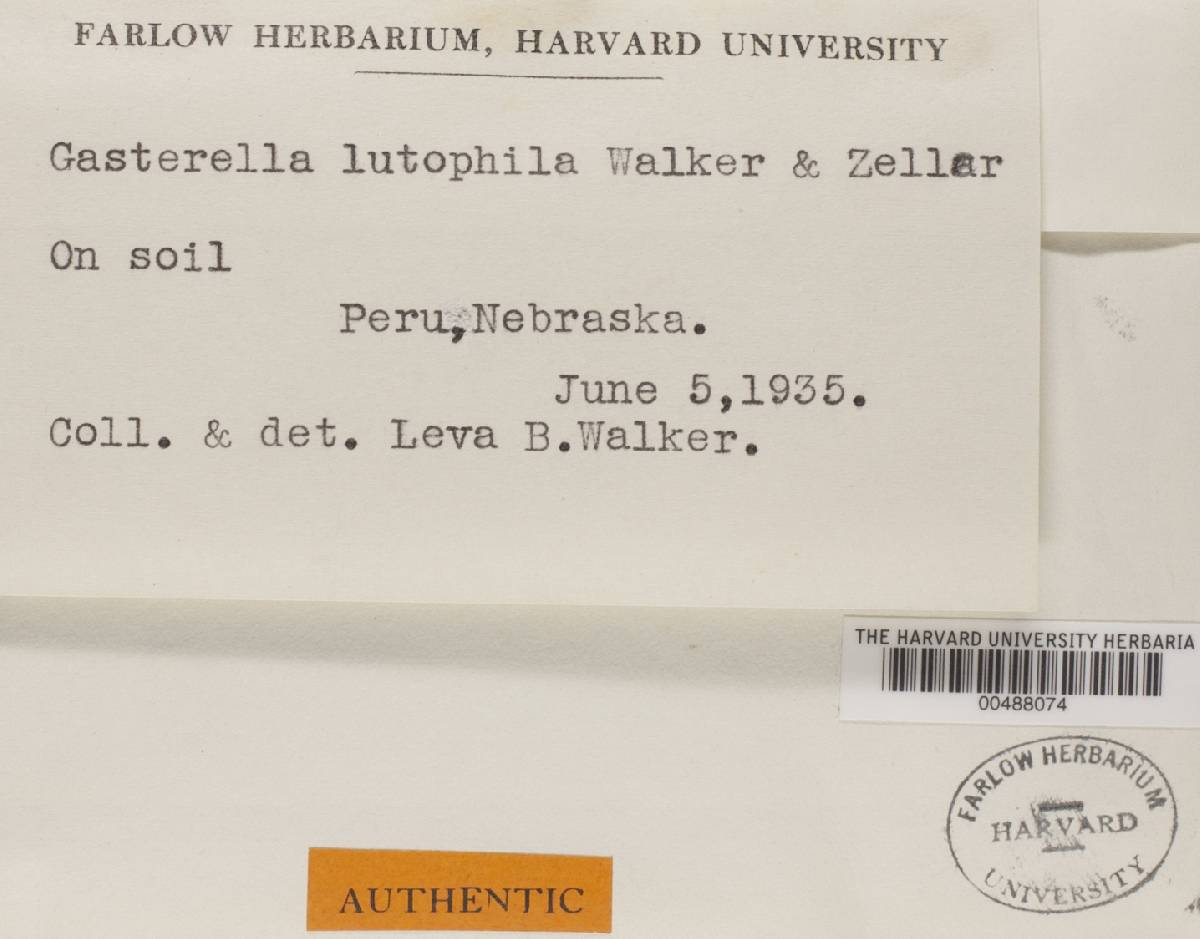 FARLOW HERBARIUM, HARVARD UNIVERSITY
Gasterella lutophila Walker & Zeller
On soil
Peru,Nebraska.
June 5,1935.
Coll. & det. Leva B.Walker.
THE HARVARD UNIVERSITY HERBARIA
00488074
FARLOW HERBARIUM
HARVARD
UNIVERSITY
AUTHENTIC